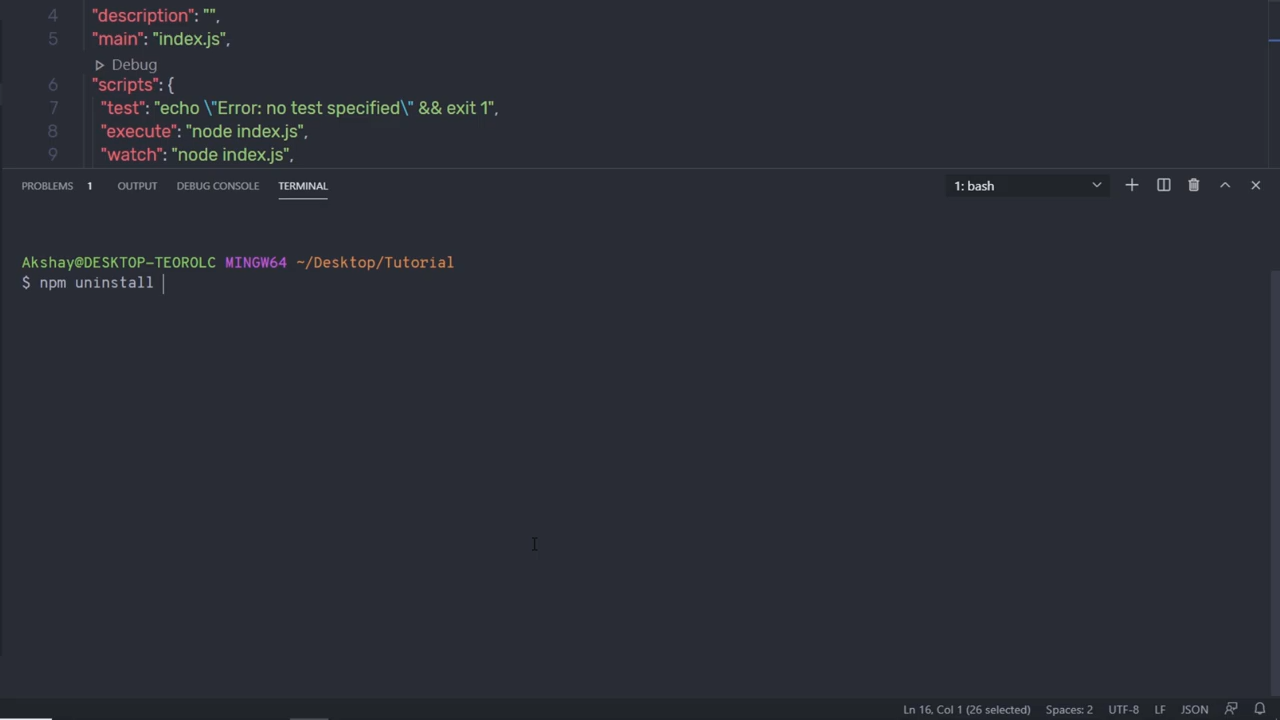 4 "description": "",
5 "main": "index.js",
Debug
6 "scripts": {
7 "test": "echo \"Error: no test specified\" && exit 1",
8 "execute": "node index.js",
9 "watch": "node index.js",
PROBLEMS 1 OUTPUT DEBUG CONSOLE TERMINAL 1: bash
Akshay@DESKTOP-TEOROLC MINGW64 ~/Desktop/Tutorial
$ npm uninstall
Ln 16, Col 1 (26 selected) Spaces: 2 UTF-8 LF JSON